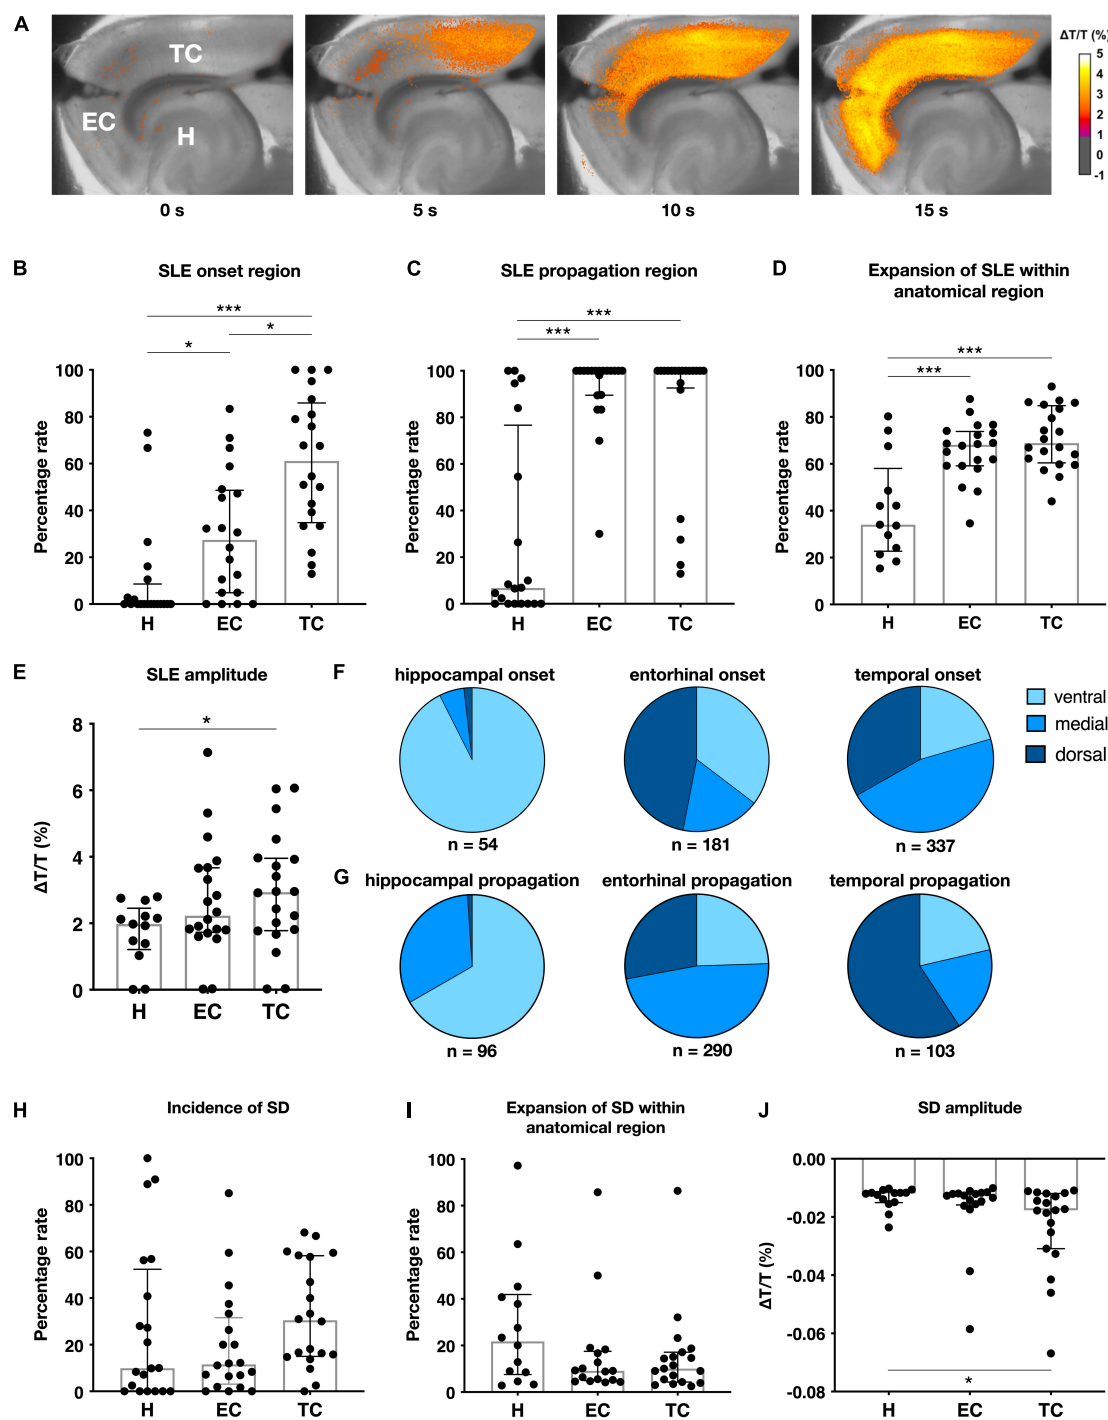 A
TC
EC
H
ΔT/T (%)
5
4
3
2
1
0
-1
0 s
5 s
10 s
15 s
B
SLE onset region
***
*
*
Percentage rate
100
80
60
40
20
0
H
EC
TC
C
SLE propagation region
***
***
Percentage rate
100
80
60
40
20
0
H
EC
TC
D
Expansion of SLE within
anatomical region
***
***
Percentage rate
100
80
60
40
20
0
H
EC
TC
E
SLE amplitude
*
ΔT/T (%)
8
6
4
2
0
H
EC
TC
F
hippocampal onset
n = 54
entorhinal onset
n = 181
temporal onset
n = 337
ventral
medial
dorsal
G
hippocampal propagation
n = 96
entorhinal propagation
n = 290
temporal propagation
n = 103
H
Incidence of SD
Percentage rate
100
80
60
40
20
0
H
EC
TC
I
Expansion of SD within
anatomical region
Percentage rate
100
80
60
40
20
0
H
EC
TC
J
SD amplitude
ΔT/T (%)
0.00
-0.02
-0.04
-0.06
-0.08
*
H
EC
TC